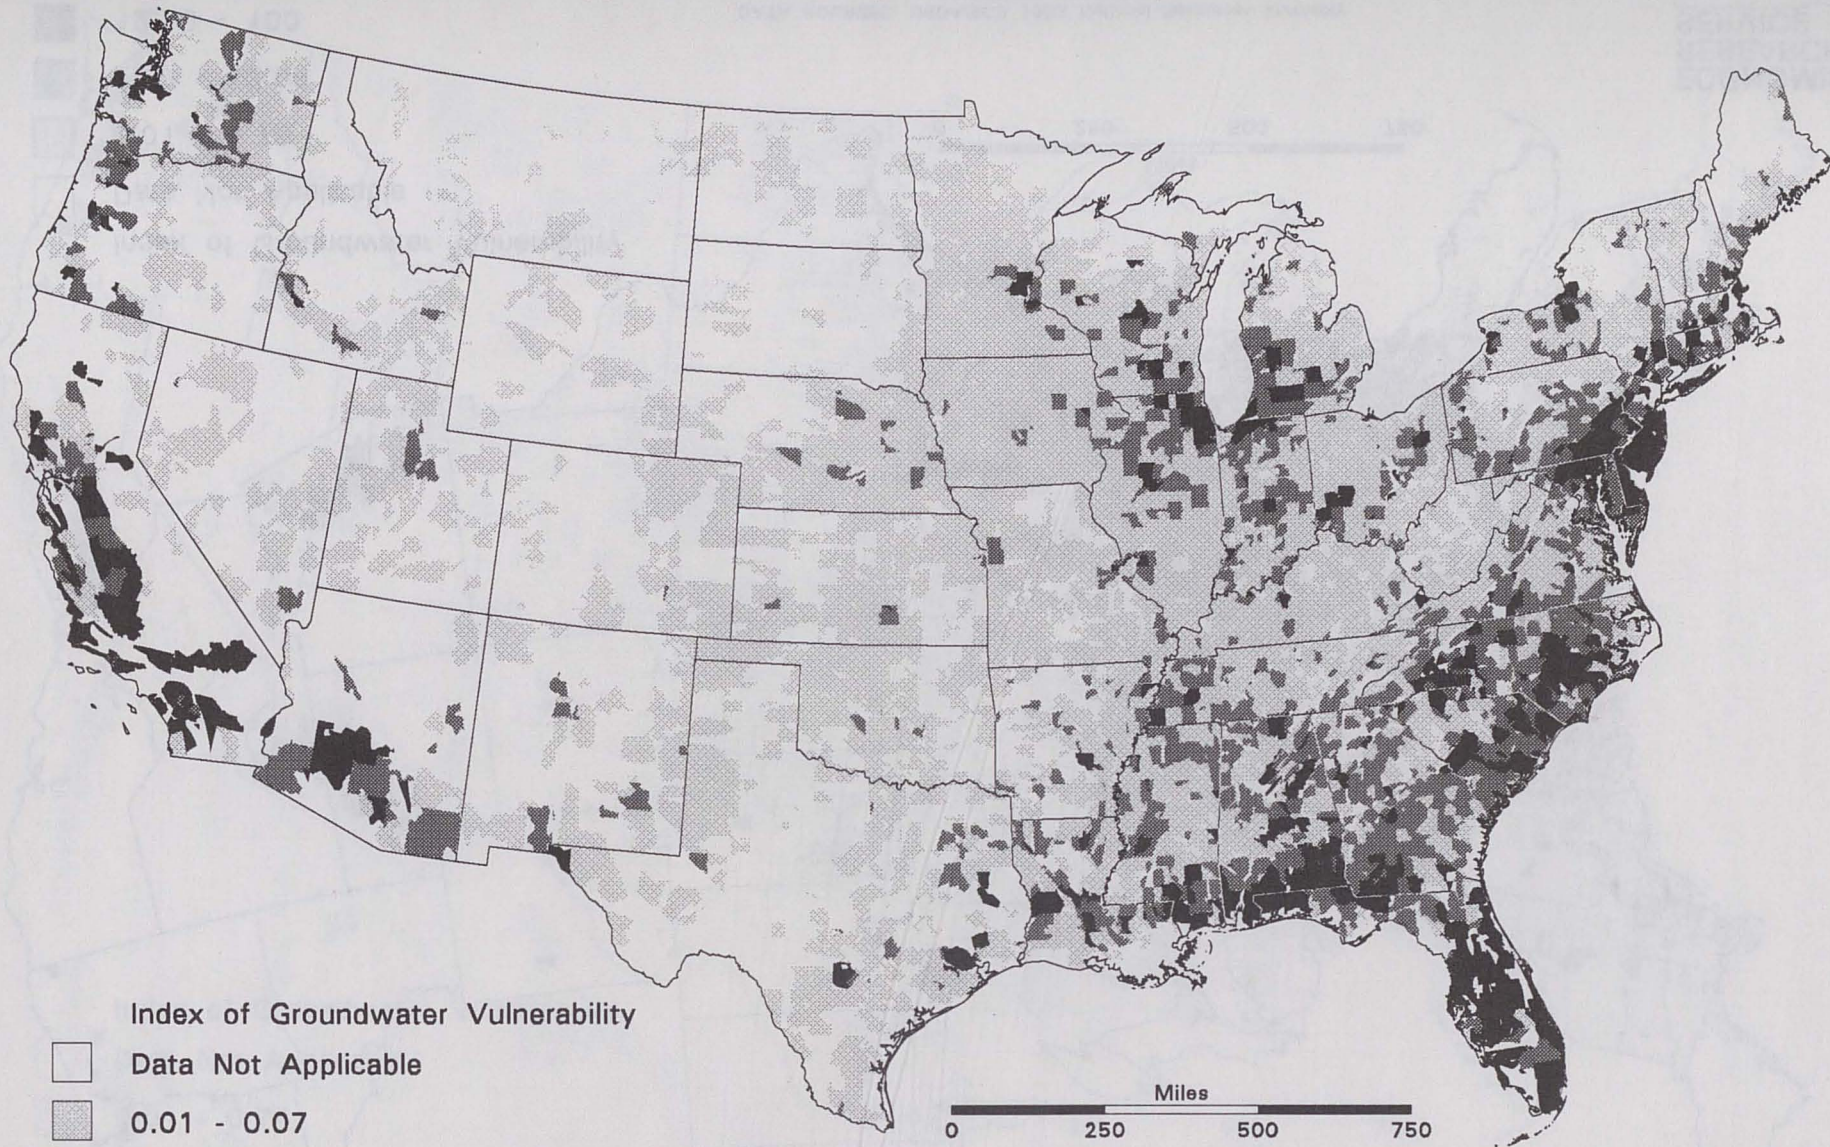 Index of Groundwater Vulnerability
Data Not Applicable
0.01 - 0.07
Miles
0 250 500 750